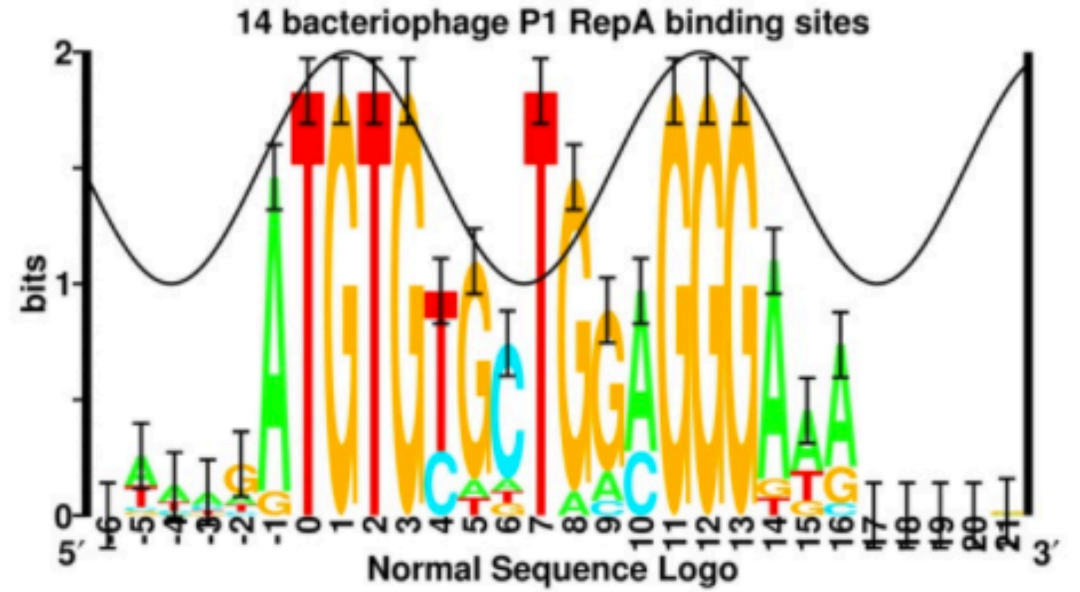 14 bacteriophage P1 RepA binding sites
2
bits
1
0
A T G T G T G C T G G A G G G A A A
-6 -5 -4 -3 -2 -1 0 1 2 3 4 5 6 7 8 9 10 11 12 13 14 15 16 17 18 19 20 21
5′ 3′
Normal Sequence Logo